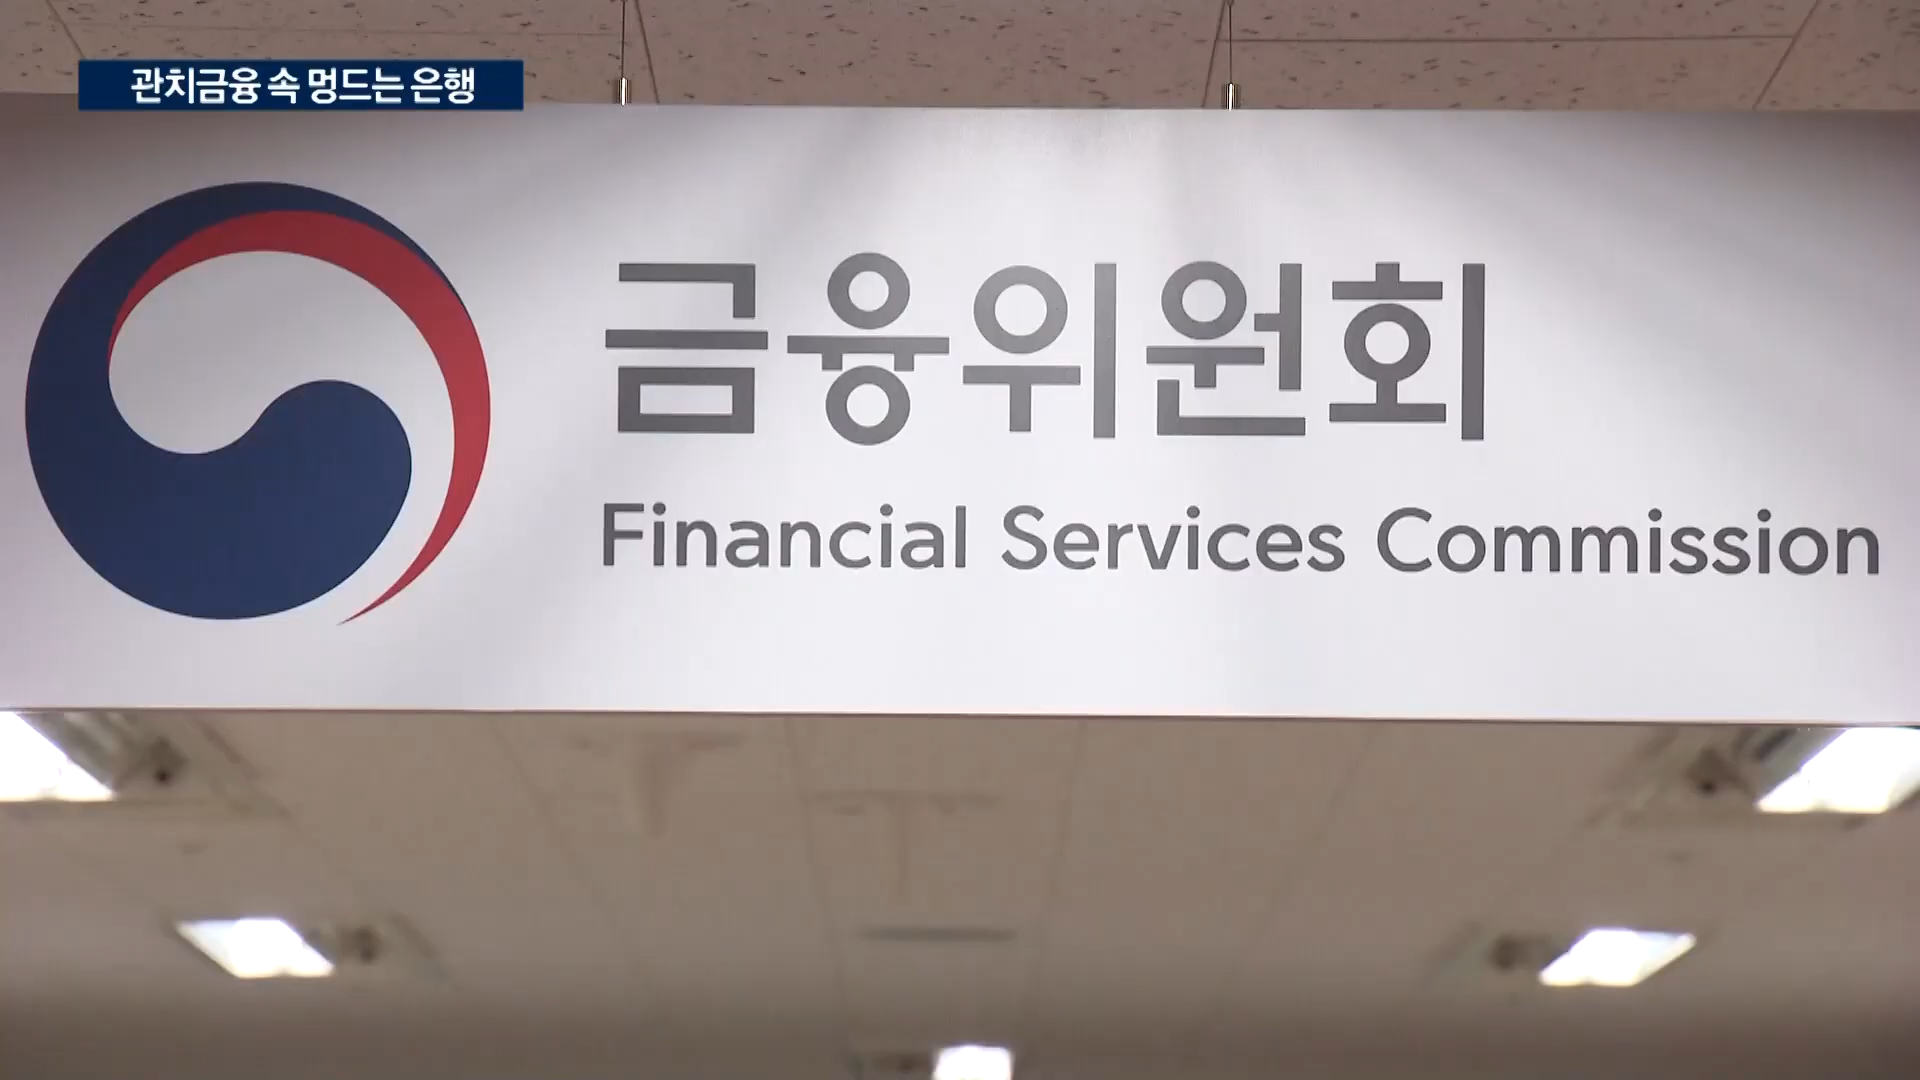 관치금융 속 멍드는 은행
금융위원회
Financial Services Commission